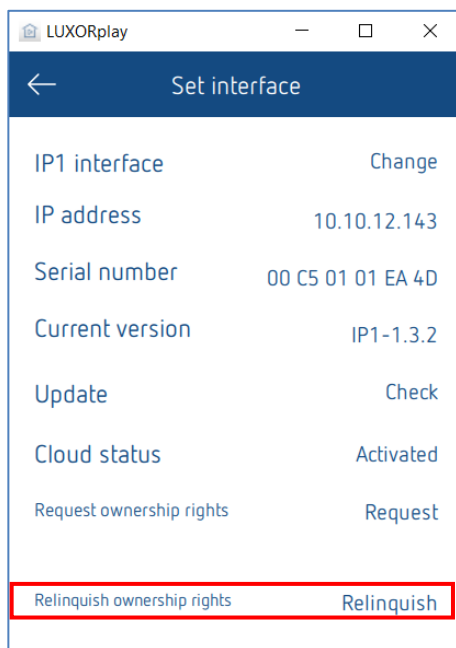 LUXORplay
Set interface
IP1 interface Change
IP address 10.10.12.143
Serial number 00 C5 01 01 EA 4D
Current version IP1-1.3.2
Update Check
Cloud status Activated
Request ownership rights Request
Relinquish ownership rights Relinquish